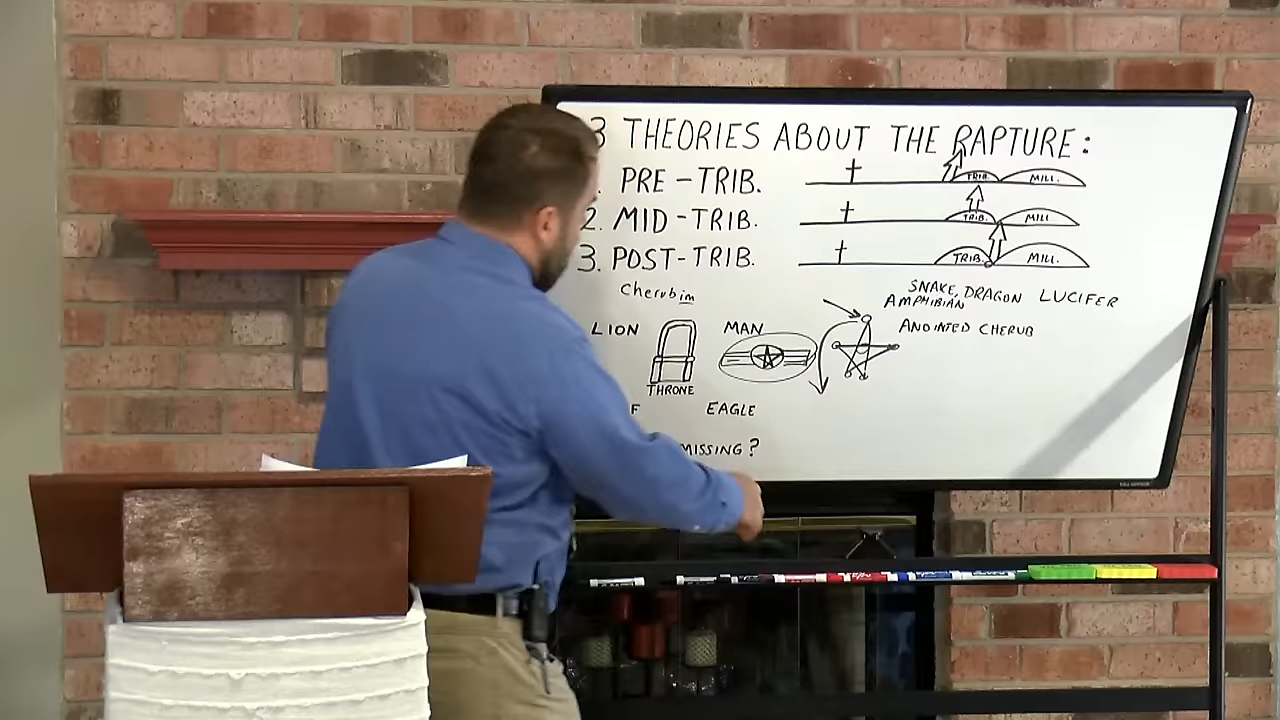 3 THEORIES ABOUT THE RAPTURE:
. PRE-TRIB. TRIB. MILL.
2. MID-TRIB. TRIB. MILL
3. POST-TRIB. TRIB. MILL.
Cherubim
SNAKE, DRAGON LUCIFER
AMPHIBIAN
LION MAN ANOINTED CHERUB
THRONE
F EAGLE
MISSING?